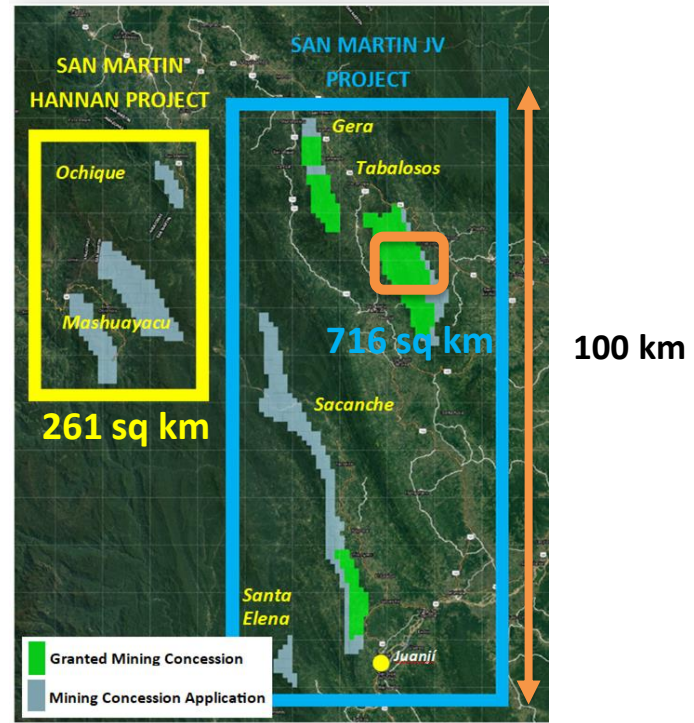 SAN MARTIN
HANNAN PROJECT
SAN MARTIN JV
PROJECT
Ochique
Gera
Tabalosos
Mashuayacu
716 sq km
100 km
261 sq km
Sacanche
Santa
Elena
Juanjí
Granted Mining Concession
Mining Concession Application